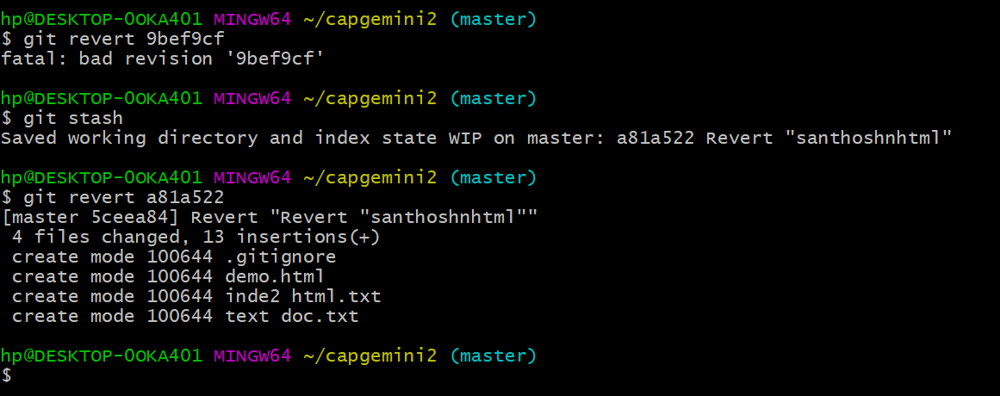 hp@DESKTOP-0OKA401 MINGW64 ~/capgemini2 (master)
$ git revert 9bef9cf
fatal: bad revision '9bef9cf'
hp@DESKTOP-0OKA401 MINGW64 ~/capgemini2 (master)
$ git stash
Saved working directory and index state WIP on master: a81a522 Revert "santhoshnhtml"
hp@DESKTOP-0OKA401 MINGW64 ~/capgemini2 (master)
$ git revert a81a522
[master 5ceea84] Revert "Revert "santhoshnhtml""
 4 files changed, 13 insertions(+)
 create mode 100644 .gitignore
 create mode 100644 demo.html
 create mode 100644 inde2 html.txt
 create mode 100644 text doc.txt
hp@DESKTOP-0OKA401 MINGW64 ~/capgemini2 (master)
$